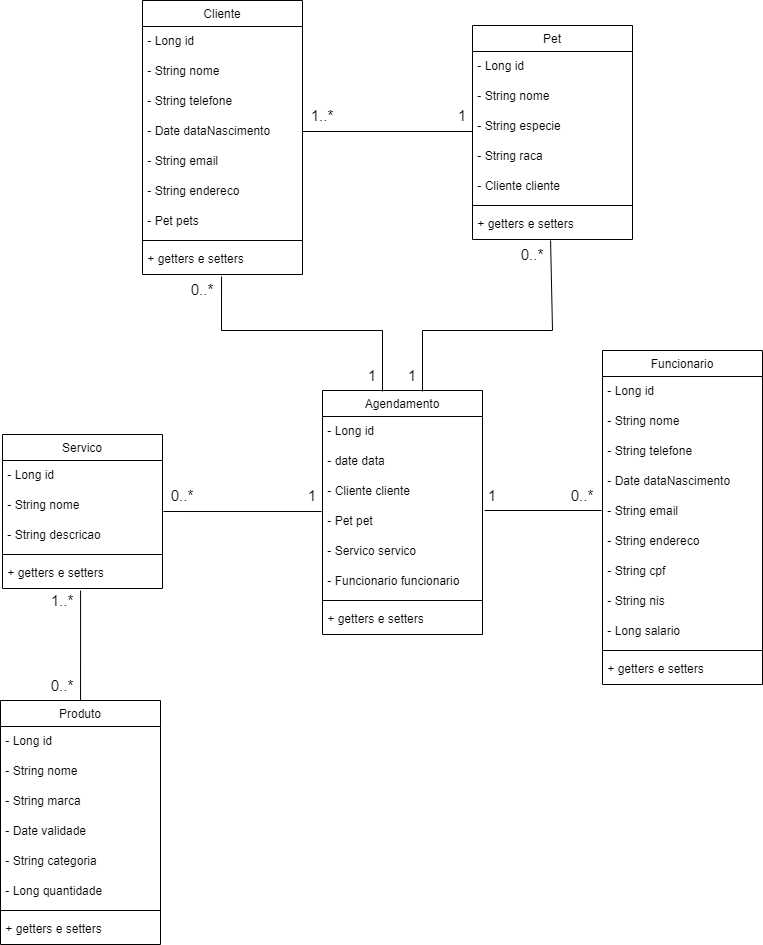 Cliente
- Long id
- String nome
- String telefone
- Date dataNascimento
- String email
- String endereco
- Pet pets
+ getters e setters
Pet
- Long id
- String nome
- String especie
- String raca
- Cliente cliente
+ getters e setters
1..*
1
0..*
0..*
1
1
Agendamento
- Long id
- date data
- Cliente cliente
- Pet pet
- Servico servico
- Funcionario funcionario
+ getters e setters
Funcionario
- Long id
- String nome
- String telefone
- Date dataNascimento
- String email
- String endereco
- String cpf
- String nis
- Long salario
+ getters e setters
Servico
- Long id
- String nome
- String descricao
+ getters e setters
0..*
1
1
0..*
1..*
0..*
Produto
- Long id
- String nome
- String marca
- Date validade
- String categoria
- Long quantidade
+ getters e setters